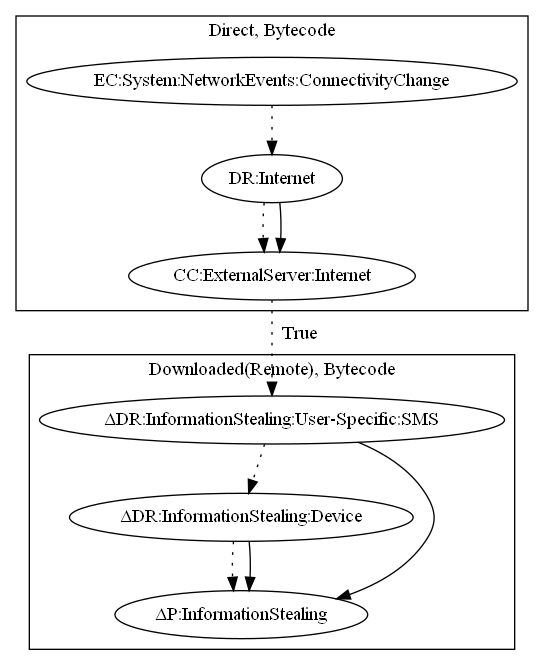 Direct, Bytecode
EC:System:NetworkEvents:ConnectivityChange
DR:Internet
CC:ExternalServer:Internet
True
Downloaded(Remote), Bytecode
ΔDR:InformationStealing:User-Specific:SMS
ΔDR:InformationStealing:Device
ΔP:InformationStealing